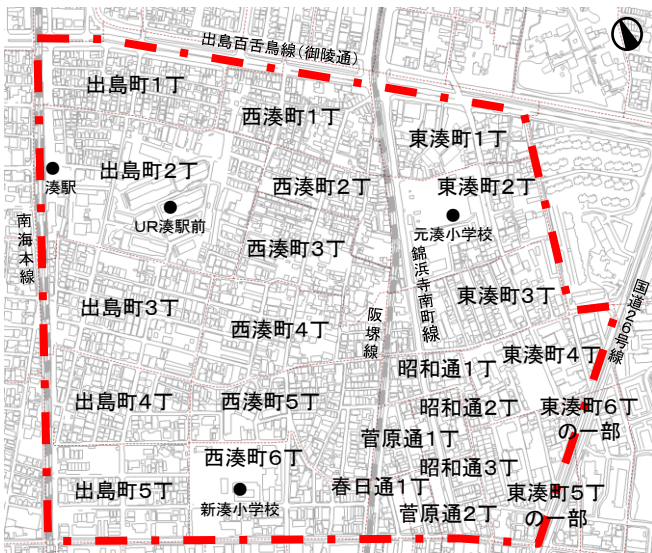 出島百舌鳥線(御陵通)
出島町1丁
西湊町1丁
東湊町1丁
出島町2丁
湊駅
UR湊駅前
西湊町2丁
東湊町2丁
元湊小学校
南海本線
西湊町3丁
錦浜寺南町線
国道26号線
出島町3丁
東湊町3丁
西湊町4丁
阪堺線
昭和通1丁
東湊町4丁
出島町4丁
西湊町5丁
昭和通2丁
東湊町6丁
の一部
菅原通1丁
西湊町6丁
昭和通3丁
出島町5丁
新湊小学校
春日通1丁
菅原通2丁
東湊町5丁
の一部